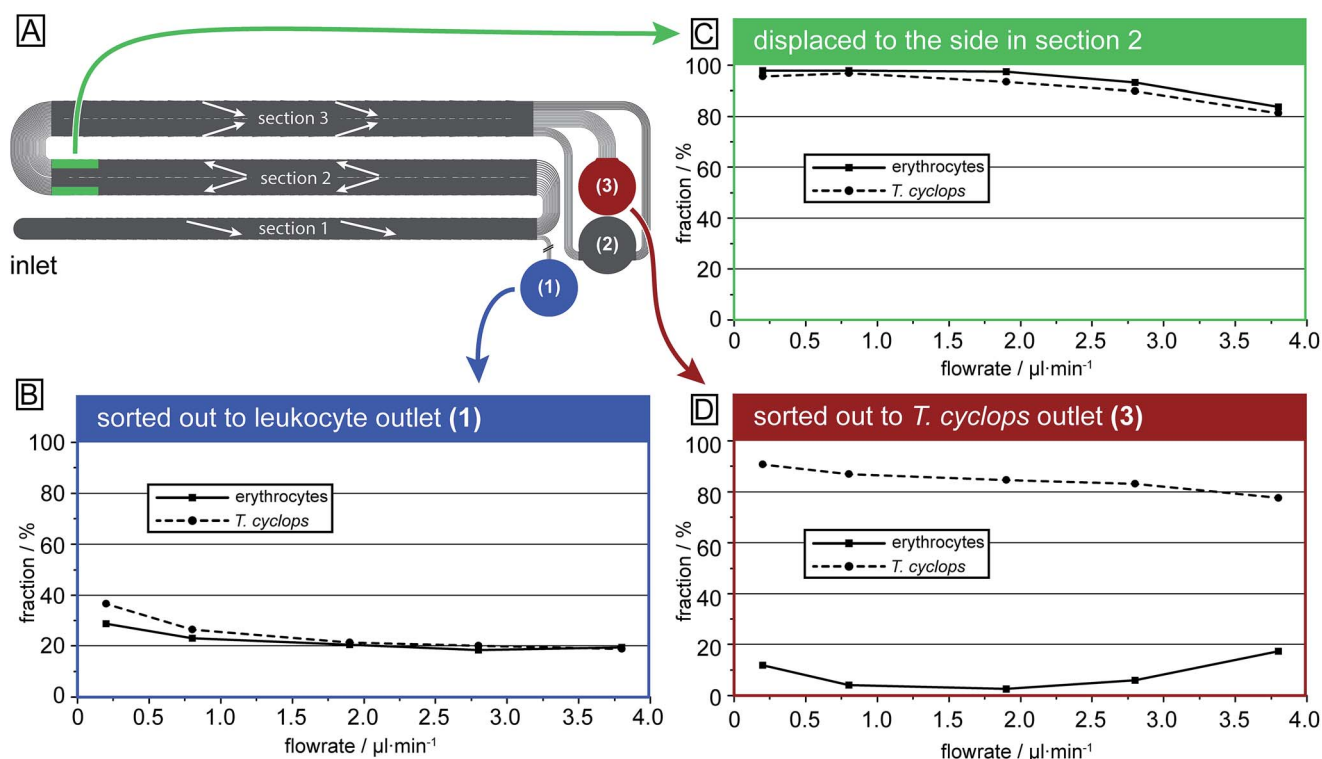 A
section 3
section 2
section 1
inlet
(3)
(2)
(1)
B
sorted out to leukocyte outlet (1)
100
80
60
40
20
0
fraction / %
erythrocytes
T. cyclops
0
0.5
1.0
1.5
2.0
2.5
3.0
3.5
4.0
flowrate / µl·min⁻¹
C
displaced to the side in section 2
100
80
60
40
20
0
fraction / %
erythrocytes
T. cyclops
0
0.5
1.0
1.5
2.0
2.5
3.0
3.5
4.0
flowrate / µl·min⁻¹
D
sorted out to T. cyclops outlet (3)
100
80
60
40
20
0
fraction / %
erythrocytes
T. cyclops
0
0.5
1.0
1.5
2.0
2.5
3.0
3.5
4.0
flowrate / µl·min⁻¹